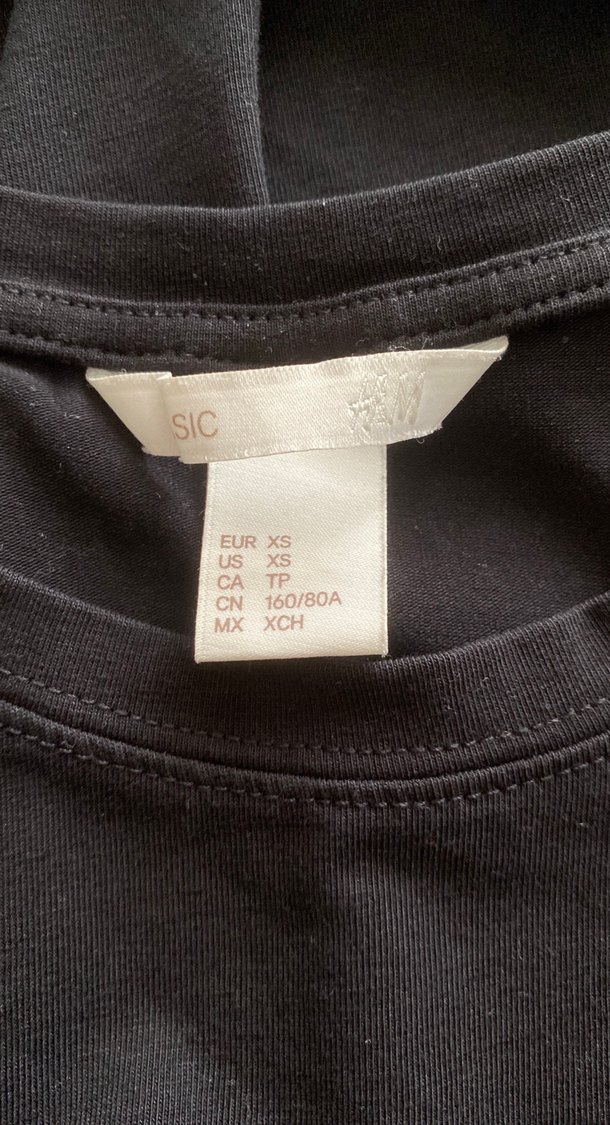 SIC
EUR XS
US XS
CA TP
CN 160/80A
MX XCH